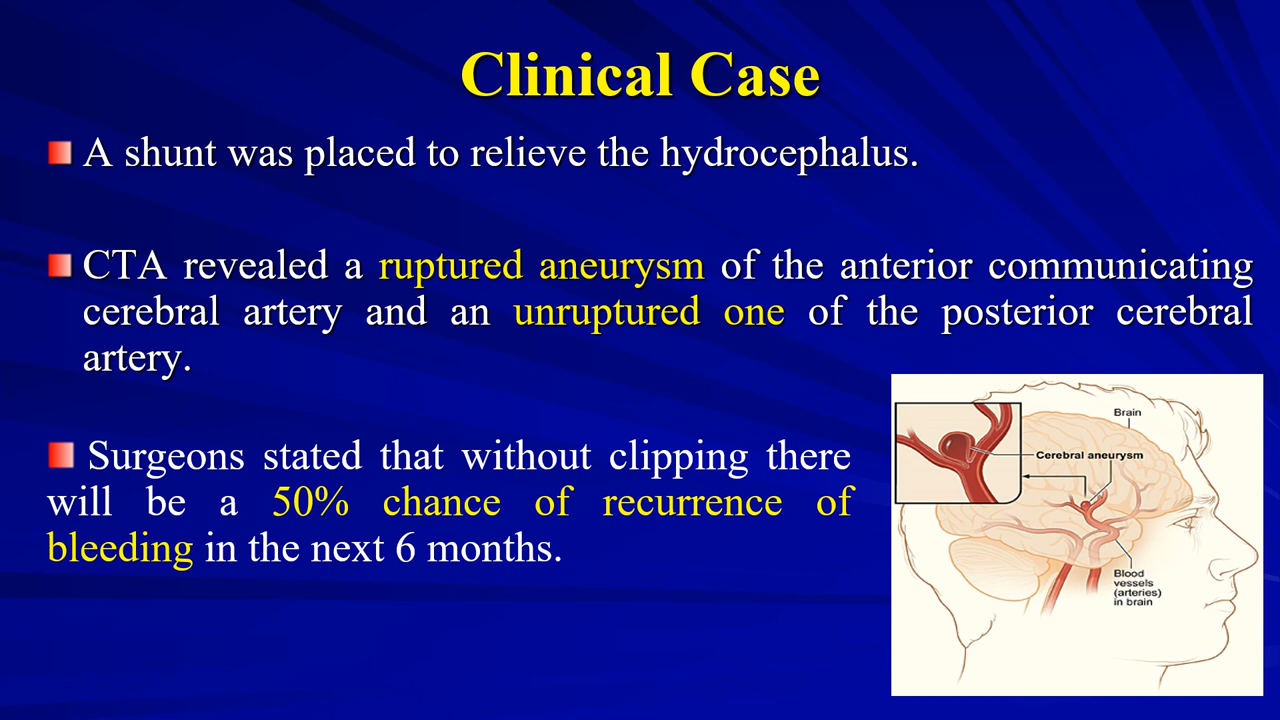 Clinical Case
A shunt was placed to relieve the hydrocephalus.
CTA revealed a ruptured aneurysm of the anterior communicating
cerebral artery and an unruptured one of the posterior cerebral
artery.
Surgeons stated that without clipping there
will be a 50% chance of recurrence of
bleeding in the next 6 months.
Brain
Cerebral aneurysm
Blood
vessels
(arteries)
in brain